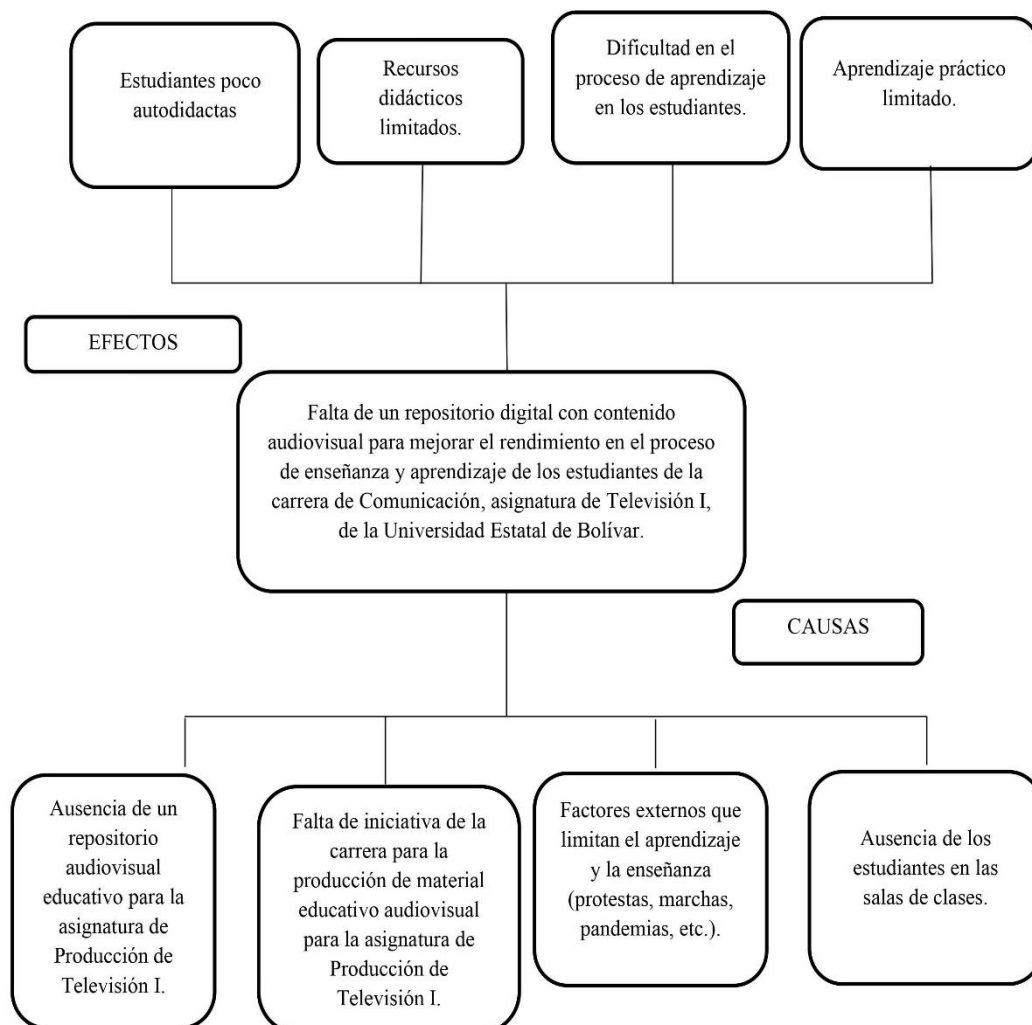 Estudiantes poco
autodidactas
Recursos
didácticos
limitados.
Dificultad en el
proceso de aprendizaje
en los estudiantes.
Aprendizaje práctico
limitado.
EFECTOS
Falta de un repositorio digital con contenido
audiovisual para mejorar el rendimiento en el proceso
de enseñanza y aprendizaje de los estudiantes de la
carrera de Comunicación, asignatura de Televisión I,
de la Universidad Estatal de Bolívar.
CAUSAS
Ausencia de un
repositorio
audiovisual
educativo para la
asignatura de
Producción de
Televisión I.
Falta de iniciativa de la
carrera para la
producción de material
educativo audiovisual
para la asignatura de
Producción de
Televisión I.
Factores externos que
limitan el aprendizaje
y la enseñanza
(protestas, marchas,
pandemias, etc.).
Ausencia de los
estudiantes en las
salas de clases.